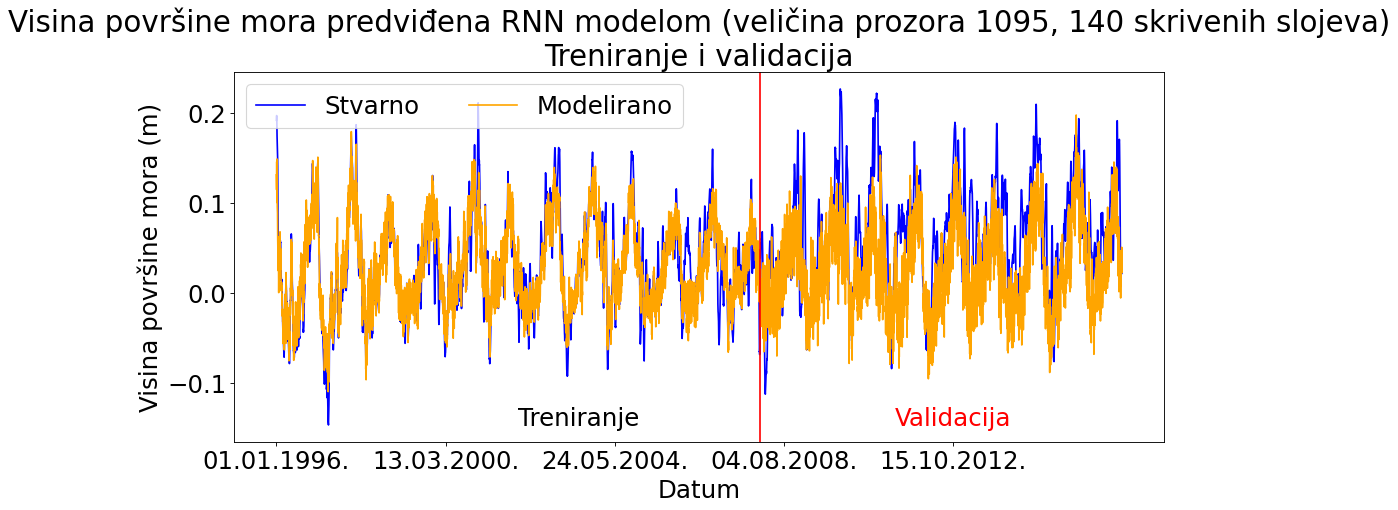 Visina površine mora predviđena RNN modelom (veličina prozora 1095, 140 skrivenih slojeva)
Treniranje i validacija
Stvarno Modelirano
0.2
0.1
0.0
−0.1
Visina površine mora (m)
Treniranje Validacija
01.01.1996. 13.03.2000. 24.05.2004. 04.08.2008. 15.10.2012.
Datum